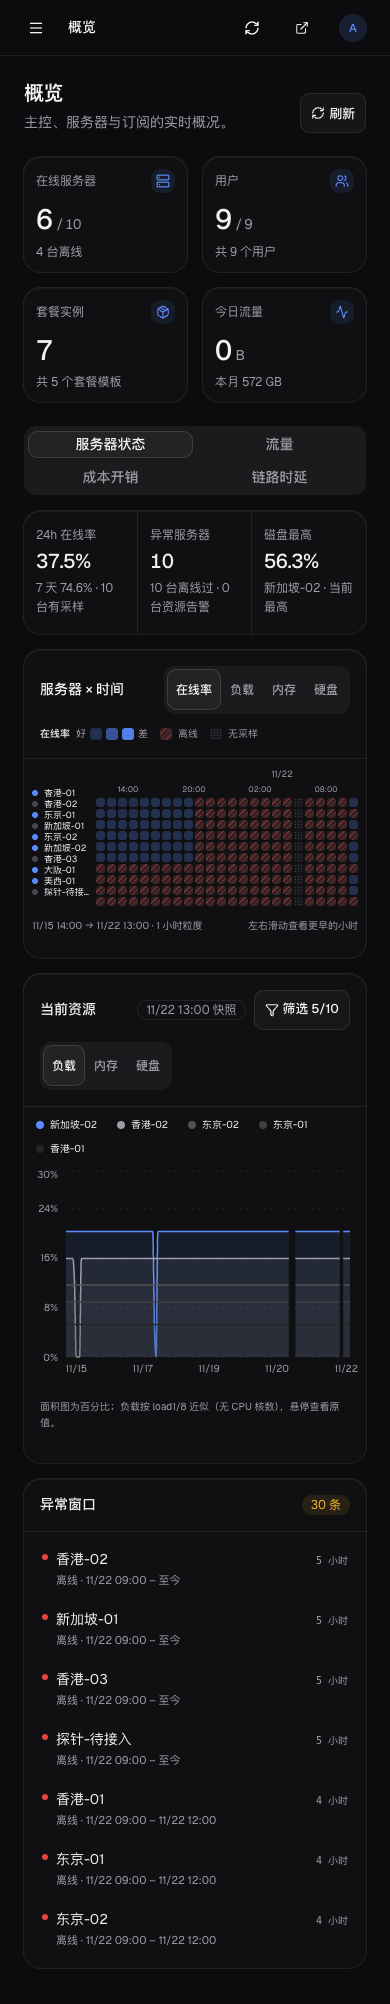 概览
A
概览
主控、服务器与订阅的实时概况。
刷新
在线服务器
6 / 10
4 台离线
用户
9 / 9
共 9 个用户
套餐实例
7
共 5 个套餐模板
今日流量
0 B
本月 572 GB
服务器状态
流量
成本开销
链路时延
24h 在线率
37.5%
7 天 74.6% · 10
台有采样
异常服务器
10
10 台离线过 · 0
台资源告警
磁盘最高
56.3%
新加坡-02 · 当前
最高
服务器 × 时间
在线率 负载 内存 硬盘
在线率 好 差 离线 无采样
11/22
14:00 20:00 02:00 08:00
香港-01
香港-02
东京-01
新加坡-01
东京-02
新加坡-02
香港-03
大阪-01
美西-01
探针-待接...
11/15 14:00 → 11/22 13:00 · 1 小时粒度
左右滑动查看更早的小时
当前资源
11/22 13:00 快照
筛选 5/10
负载 内存 硬盘
新加坡-02 香港-02 东京-02 东京-01
香港-01
30%
24%
16%
8%
0%
11/15 11/17 11/19 11/20 11/22
面积图为百分比；负载按 load1/8 近似（无 CPU 核数），悬停查看原
值。
异常窗口
30 条
香港-02
5 小时
离线 · 11/22 09:00 – 至今
新加坡-01
5 小时
离线 · 11/22 09:00 – 至今
香港-03
5 小时
离线 · 11/22 09:00 – 至今
探针-待接入
5 小时
离线 · 11/22 09:00 – 至今
香港-01
4 小时
离线 · 11/22 09:00 – 11/22 12:00
东京-01
4 小时
离线 · 11/22 09:00 – 11/22 12:00
东京-02
4 小时
离线 · 11/22 09:00 – 11/22 12:00